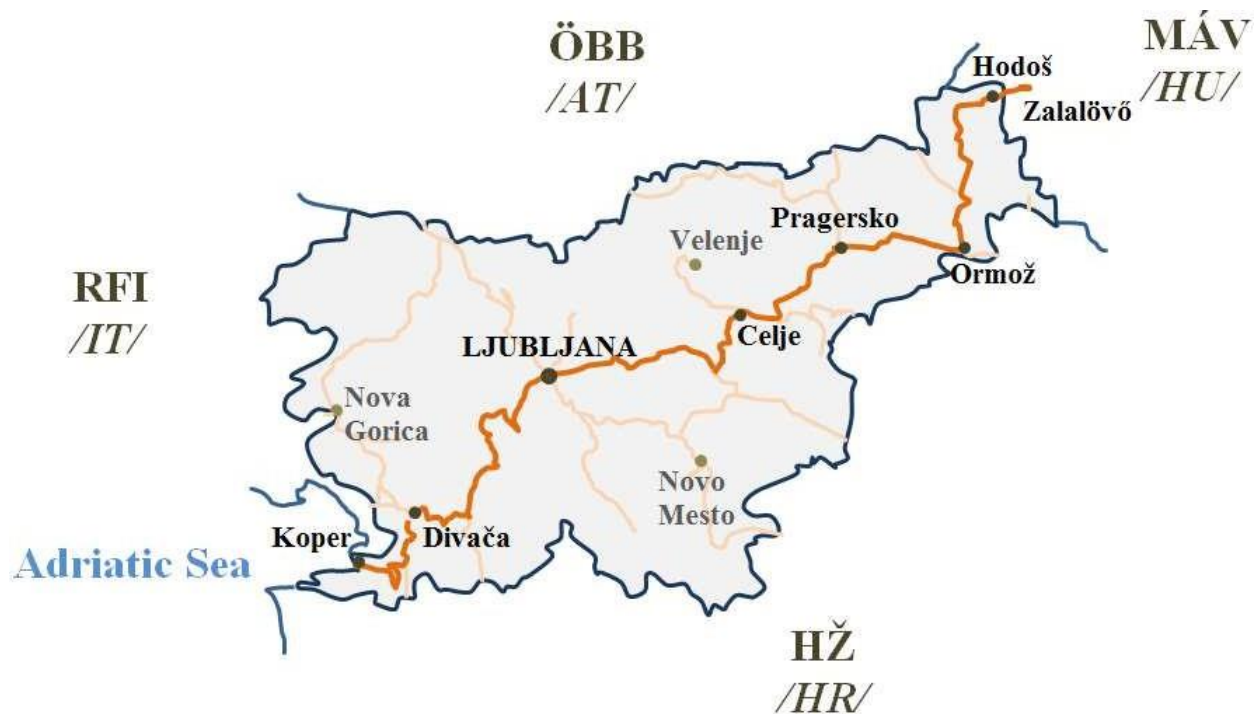 ÖBB
/AT/
MÁV
/HU/
Hodoš
Zalalövő
Pragersko
Velenje
Ormož
RFI
/IT/
Celje
LJUBLJANA
Nova
Gorica
Novo
Mesto
Koper
Divača
Adriatic Sea
HŽ
/HR/